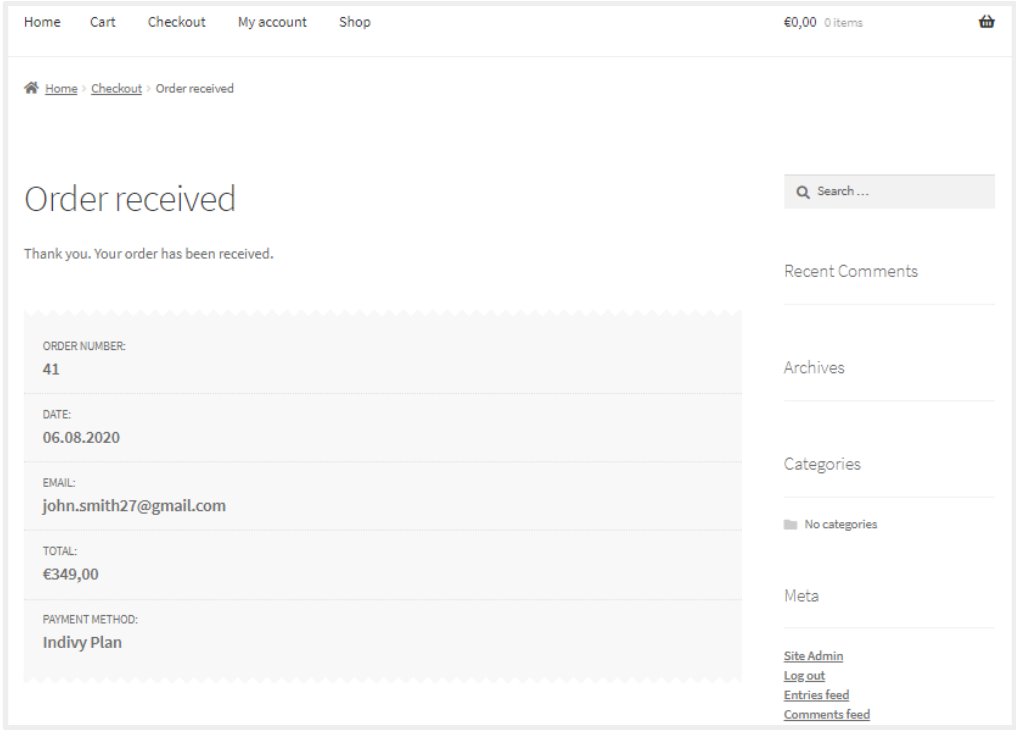 Home Cart Checkout My account Shop €0,00 0 items
Home › Checkout › Order received
Order received
Thank you. Your order has been received.
ORDER NUMBER:
41
DATE:
06.08.2020
EMAIL:
john.smith27@gmail.com
TOTAL:
€349,00
PAYMENT METHOD:
Indivy Plan
Search ...
Recent Comments
Archives
Categories
No categories
Meta
Site Admin
Log out
Entries feed
Comments feed